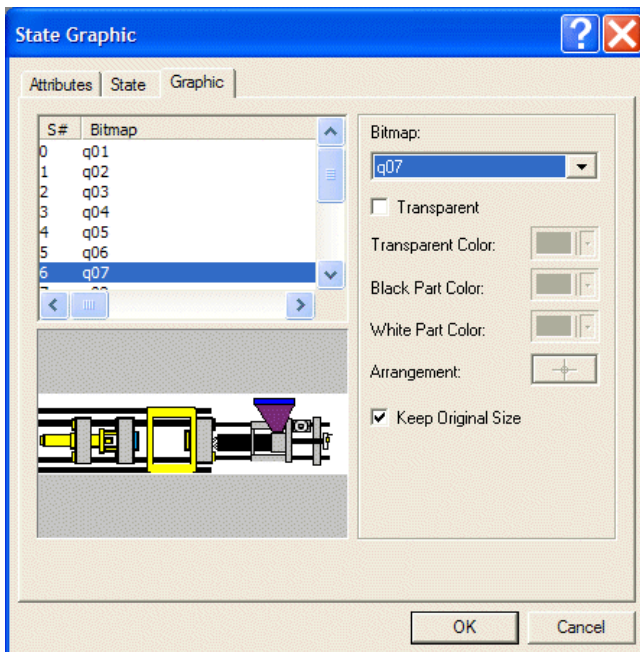 State Graphic
Attributes State Graphic
S# Bitmap
0 q01
1 q02
2 q03
3 q04
4 q05
5 q06
6 q07
Bitmap:
q07
Transparent
Transparent Color:
Black Part Color:
White Part Color:
Arrangement:
Keep Original Size
OK Cancel